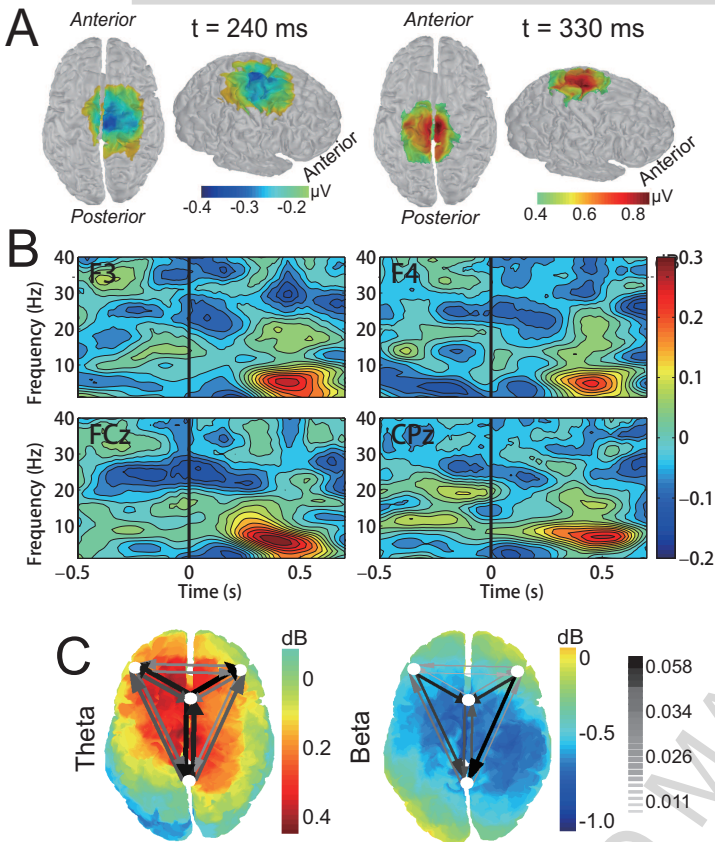 A
Anterior
t = 240 ms
Anterior
t = 330 ms
Anterior
Anterior
Posterior
-0.4 -0.3 -0.2 µV
Posterior
0.4 0.6 0.8 µV
B
F3
F4
dB
Frequency (Hz)
40
30
20
10
40
30
20
10
0.3
0.2
0.1
0
−0.1
−0.2
FCz
CPz
Frequency (Hz)
40
30
20
10
40
30
20
10
−0.5 0 0.5
−0.5 0 0.5
Time (s)
Time (s)
C
Theta
dB
0
0.2
0.4
Beta
dB
0
-0.5
-1.0
0.058
0.034
0.026
0.011
M